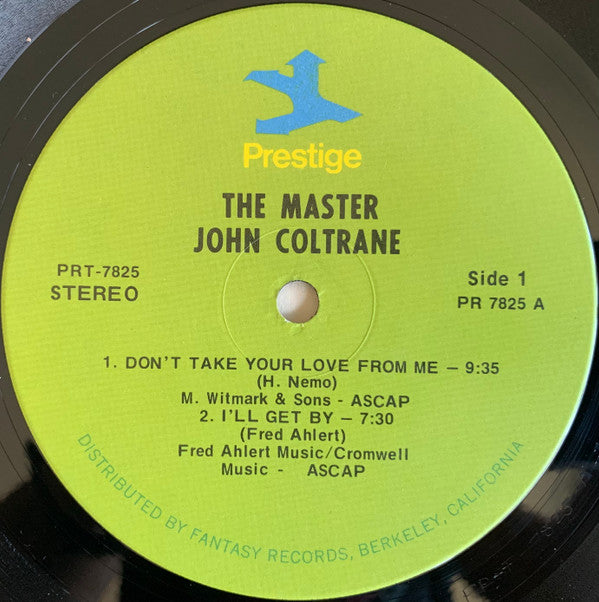 Prestige
THE MASTER
JOHN COLTRANE
PRT-7825
STEREO
Side 1
PR 7825 A
1. DON'T TAKE YOUR LOVE FROM ME – 9:35
(H. Nemo)
M. Witmark & Sons - ASCAP
2. I'LL GET BY – 7:30
(Fred Ahlert)
Fred Ahlert Music/Cromwell
Music - ASCAP
DISTRIBUTED BY FANTASY RECORDS, BERKELEY, CALIFORNIA